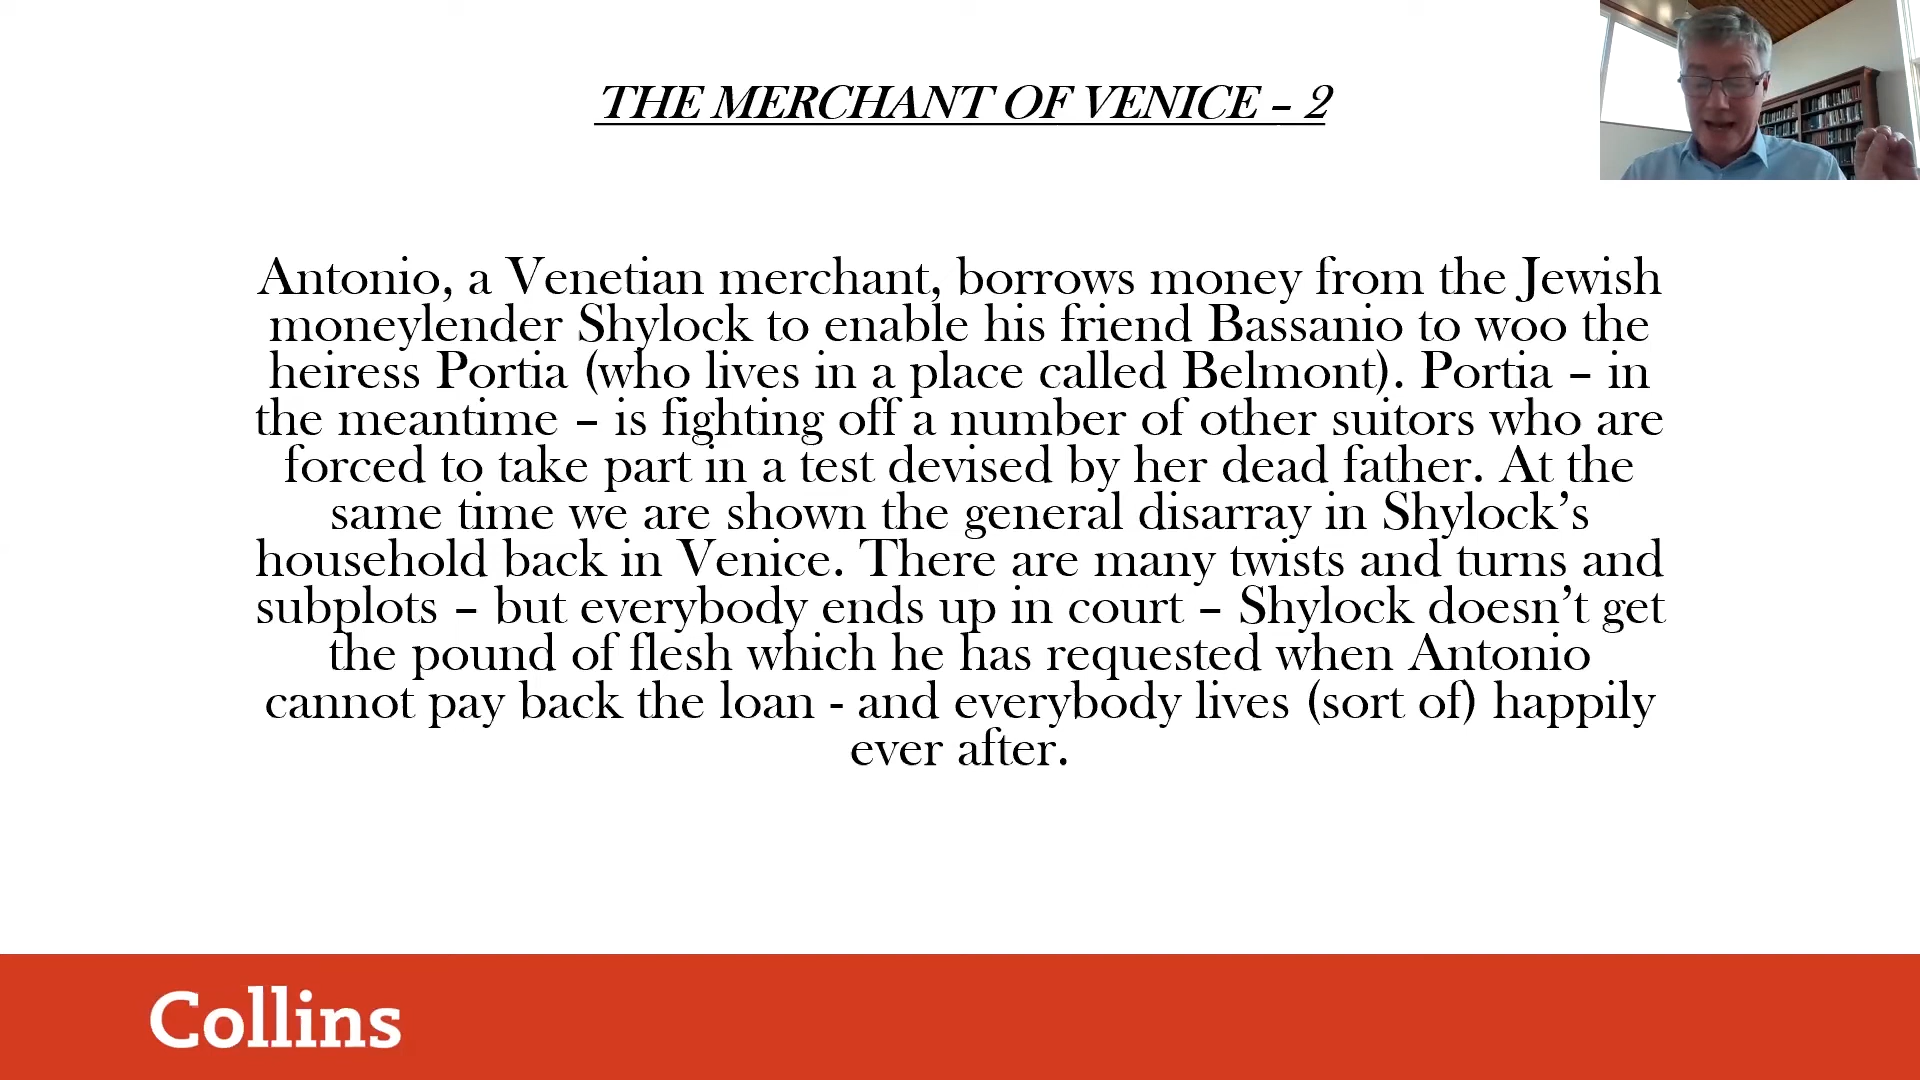 THE MERCHANT OF VENICE – 2
Antonio, a Venetian merchant, borrows money from the Jewish
moneylender Shylock to enable his friend Bassanio to woo the
heiress Portia (who lives in a place called Belmont). Portia – in
the meantime – is fighting off a number of other suitors who are
forced to take part in a test devised by her dead father. At the
same time we are shown the general disarray in Shylock’s
household back in Venice. There are many twists and turns and
subplots – but everybody ends up in court – Shylock doesn’t get
the pound of flesh which he has requested when Antonio
cannot pay back the loan - and everybody lives (sort of) happily
ever after.
Collins